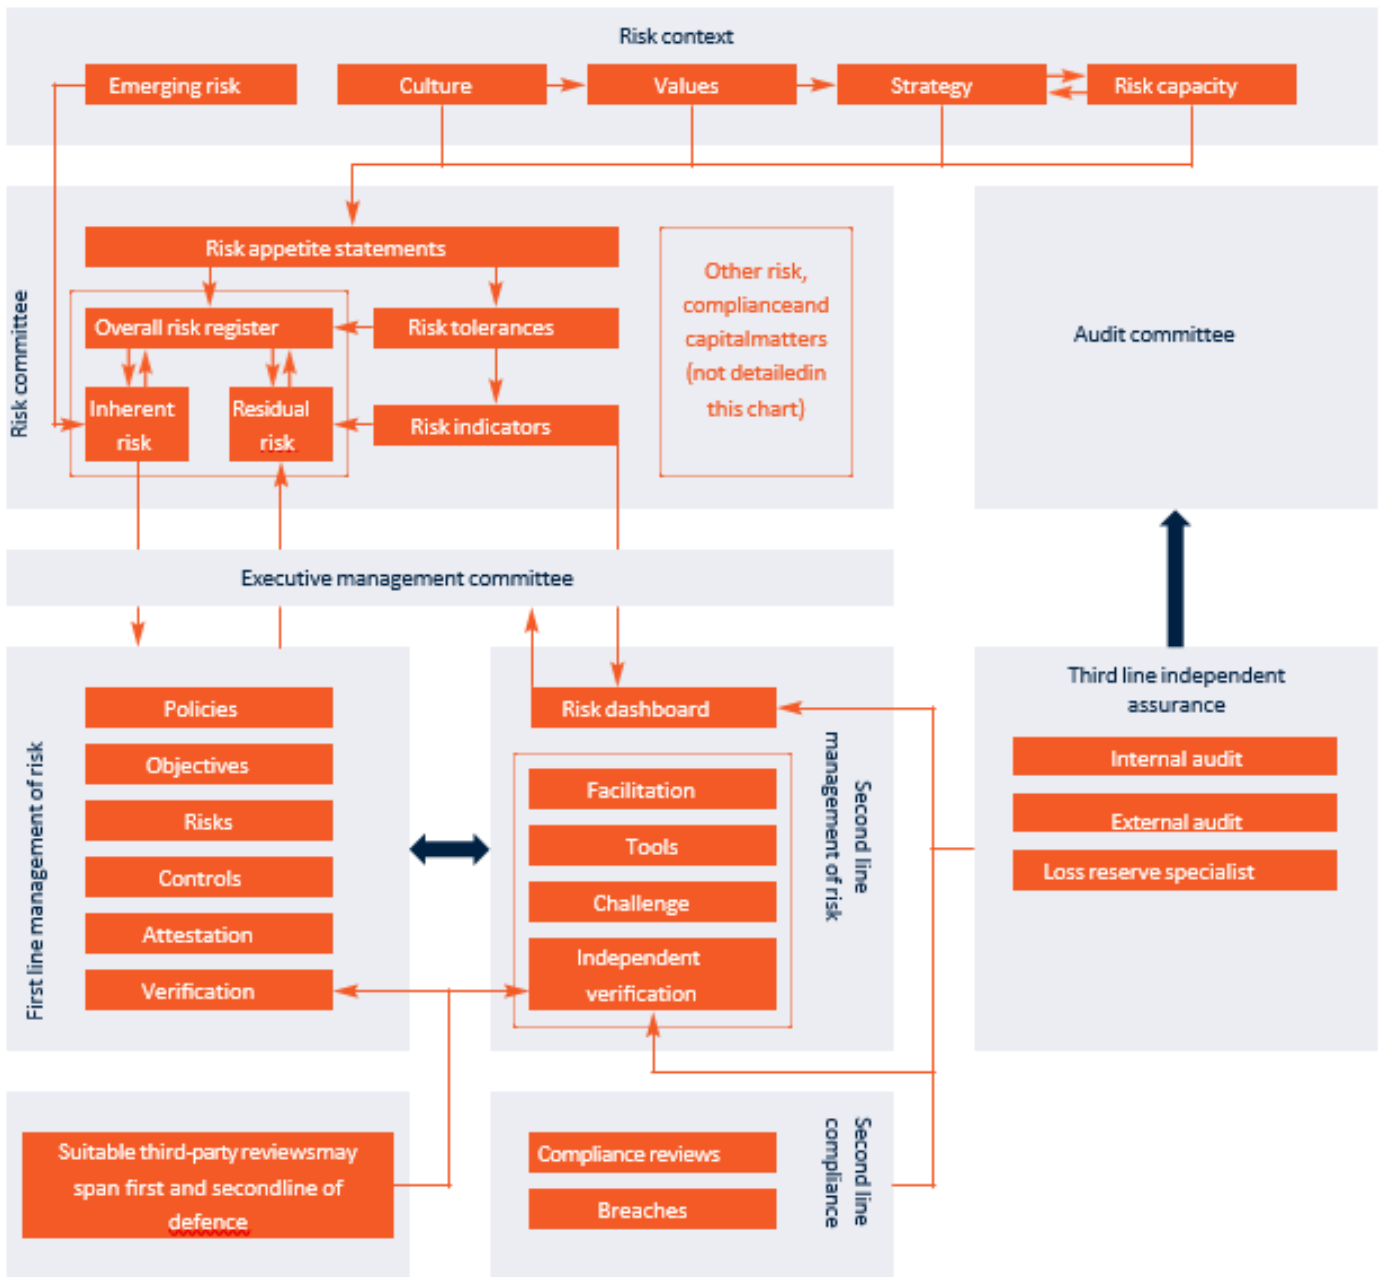 Risk context
Emerging risk
Culture
Values
Strategy
Risk capacity
Risk committee
Risk appetite statements
Overall risk register
Risk tolerances
Inherent
risk
Residual
risk
Risk indicators
Other risk,
complianceand
capitalmatters
(not detailedin
this chart)
Audit committee
Executive management committee
First line management of risk
Policies
Objectives
Risks
Controls
Attestation
Verification
Risk dashboard
Facilitation
Tools
Challenge
Independent
verification
Second line
management of risk
Third line independent
assurance
Internal audit
External audit
Loss reserve specialist
Suitable third-party reviewsmay
span first and secondline of
defence
Compliance reviews
Breaches
Second line
compliance